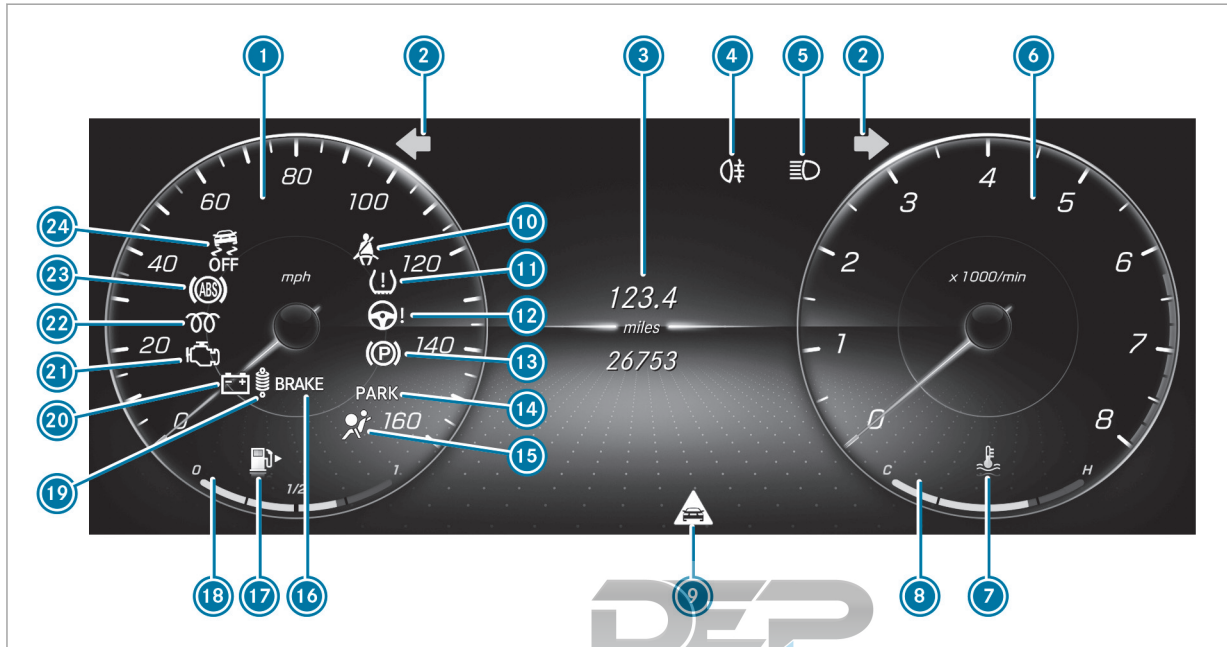 1 2 3 4 5 2 6
80
60 100
24 10
OFF
40 120
23 ABS ! 11
mph
22 ! 12
20 140
21 P 13
20 BRAKE
PARK 14
0 160
15
19
0 1/2 1
18 17 16
123.4
miles
26753
4
3 5
2 6
x 1000/min
1 7
0 8
C H
9 8 7
DEP